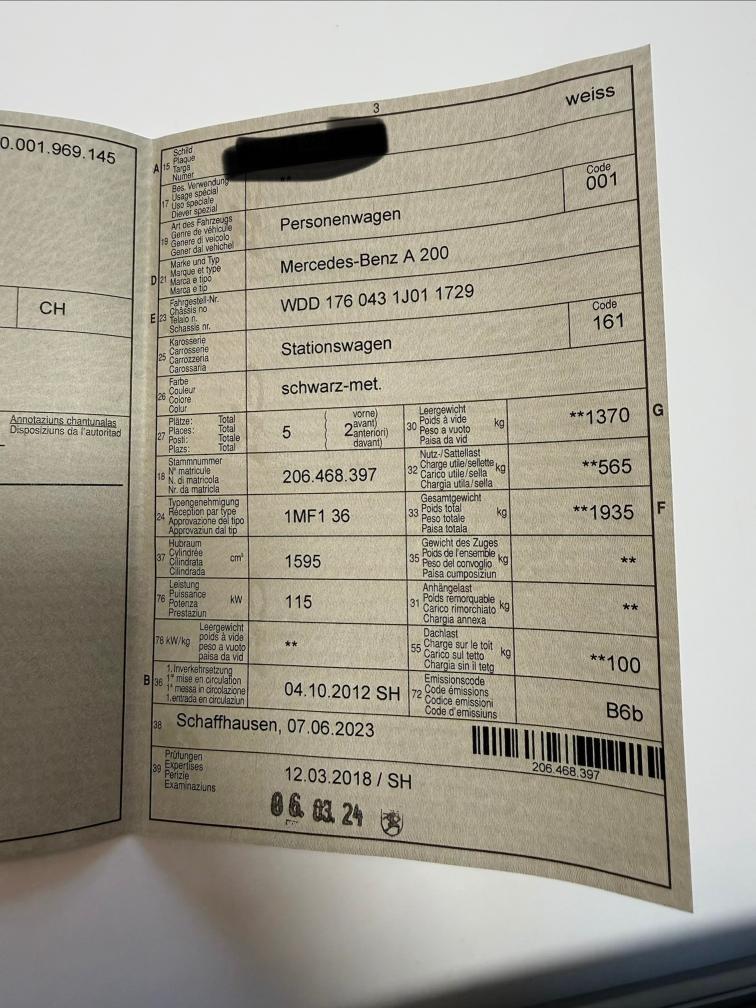 0.001.969.145
CH
Annotaziuns chantunalas
Disposiziuns da l'autoritad
3
weiss
A 15 Schild
Plaque
Targa
Numer
**
17 Bes. Verwendung
Usage spécial
Uso speciale
Diever spezial
19 Art des Fahrzeugs
Genre de véhicule
Genere di veicolo
Gener dal vehichel
Personenwagen
Code
001
D 21 Marke und Typ
Marque et type
Marca e tipo
Marca e tip
Mercedes-Benz A 200
E 23 Fahrgestell-Nr.
Châssis no
Telaio n.
Schassis nr.
WDD 176 043 1J01 1729
25 Karosserie
Carrosserie
Carrozzeria
Carossaria
Stationswagen
Code
161
26 Farbe
Couleur
Colore
Colur
schwarz-met.
27 Plätze: Total
Places: Total
Posti: Totale
Plazs: Total
5
2
vorne)
avant)
anteriori)
davant)
30 Leergewicht
Poids à vide
Peso a vuoto
Paisa da vid
kg
**1370
G
18 Stammnummer
N° matricule
N. di matricola
Nr. da matricla
206.468.397
32 Nutz-/Sattellast
Charge utile/sellette
Carico utile/sella
Chargia utila/sella
kg
**565
24 Typengenehmigung
Réception par type
Approvazione del tipo
Approvaziun dal tip
1MF1 36
33 Gesamtgewicht
Poids total
Peso totale
Paisa totala
kg
**1935
F
37 Hubraum
Cylindrée
Cilindrata
Cilindrada
cm³
1595
35 Gewicht des Zuges
Poids de l'ensemble
Peso del convoglio
Paisa cumposiziun
kg
**
76 Leistung
Puissance
Potenza
Prestaziun
kW
115
31 Anhängelast
Poids remorquable
Carico rimorchiato
Chargia annexa
kg
**
78 kW/kg
Leergewicht
poids à vide
peso a vuoto
paisa da vid
**
55 Dachlast
Charge sur le toit
Carico sul tetto
Chargia sin il tetg
kg
**100
B 36 1. Inverkehrsetzung
1re mise en circulation
1a messa in circolazione
1. entrada en circulaziun
04.10.2012 SH
72 Emissionscode
Code émissions
Codice emissioni
Code d'emissiuns
B6b
38 Schaffhausen, 07.06.2023
206.468.397
39 Prüfungen
Expertises
Perizie
Examinaziuns
12.03.2018 / SH
06. 03. 24